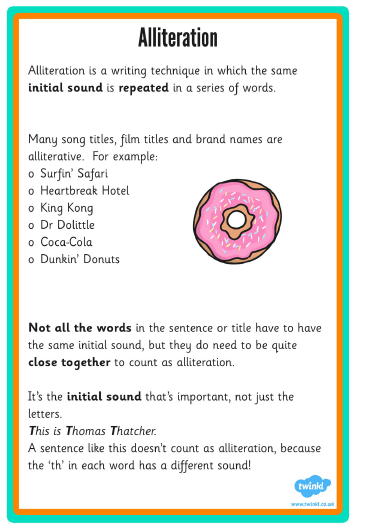 Alliteration
Alliteration is a writing technique in which the same
initial sound is repeated in a series of words.
Many song titles, film titles and brand names are
alliterative. For example:
o Surfin' Safari
o Heartbreak Hotel
o King Kong
o Dr Dolittle
o Coca-Cola
o Dunkin' Donuts
Not all the words in the sentence or title have to have
the same initial sound, but they do need to be quite
close together to count as alliteration.
It's the initial sound that's important, not just the
letters.
This is Thomas Thatcher.
A sentence like this doesn't count as alliteration, because
the 'th' in each word has a different sound!
twinkl
www.twinkl.co.uk